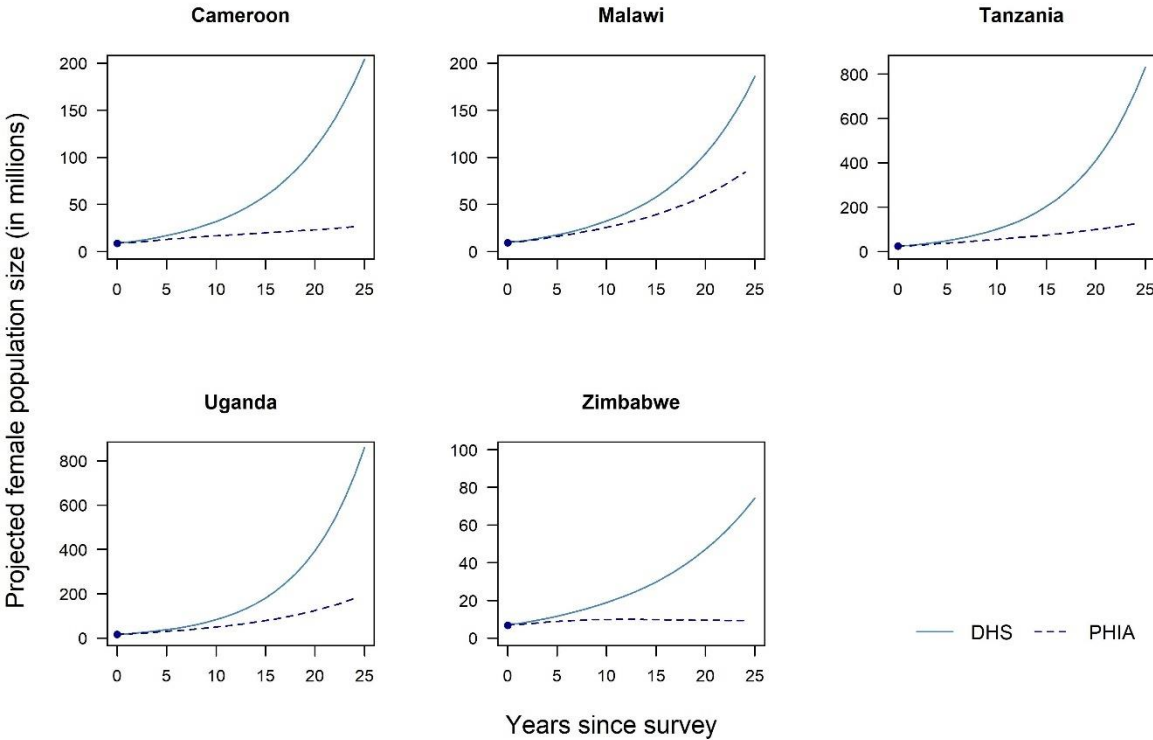 Cameroon
Malawi
Tanzania
200
150
100
50
0
0 5 10 15 20 25
200
150
100
50
0
0 5 10 15 20 25
800
600
400
200
0
0 5 10 15 20 25
Projected female population size (in millions)
Uganda
Zimbabwe
800
600
400
200
0
0 5 10 15 20 25
100
80
60
40
20
0
0 5 10 15 20 25
DHS
PHIA
Years since survey